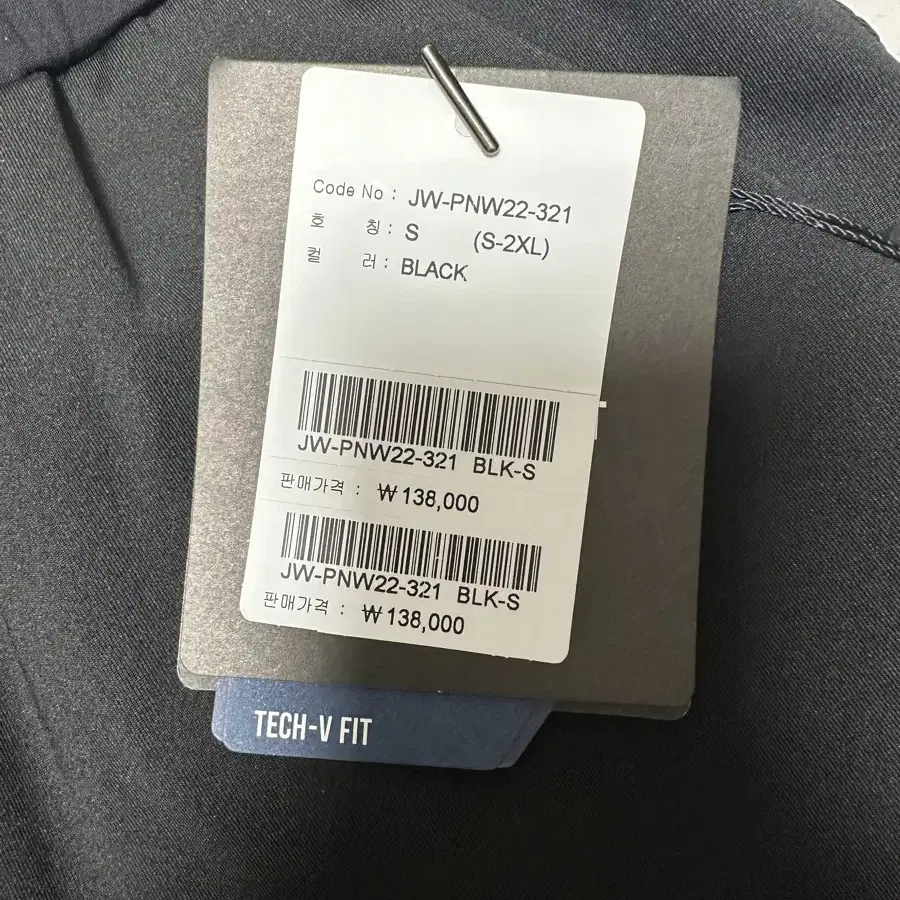 Code No : JW-PNW22-321
호 칭 : S (S-2XL)
컬 러 : BLACK
JW-PNW22-321 BLK-S
판매가격 : ₩138,000
JW-PNW22-321 BLK-S
판매가격 : ₩138,000
TECH-V FIT